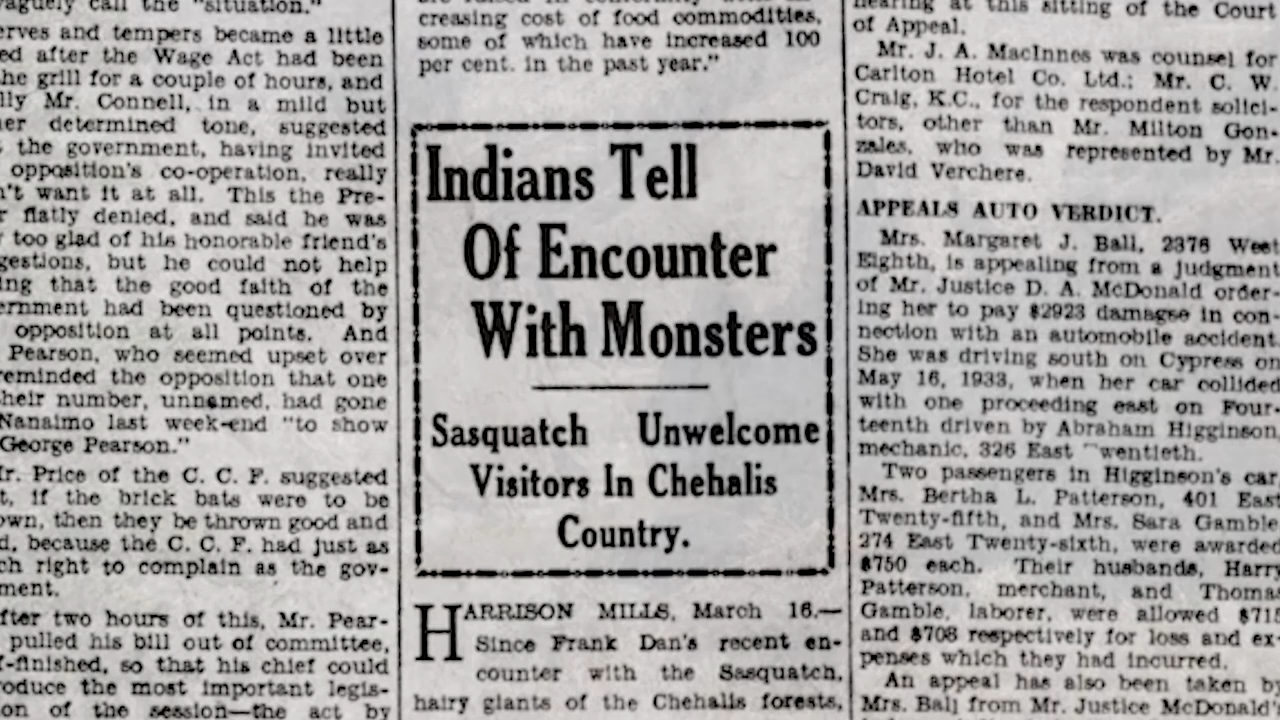 vaguely call the "situation."
erves and tempers became a little
ed after the Wage Act had been
he grill for a couple of hours, and
lly Mr. Connell, in a mild but
er determined tone, suggested
the government, having invited
opposition's co-operation, really
n't want it at all. This the Pre-
r flatly denied, and said he was
too glad of his honorable friend's
gestions, but he could not help
ing that the good faith of the
ernment had been questioned by
opposition at all points. And
Pearson, who seemed upset over
reminded the opposition that one
heir number, unnamed, had gone
Nanaimo last week-end "to show
George Pearson."
Mr. Price of the C. C. F. suggested
t, if the brick bats were to be
own, then they be thrown good and
d, because the C. C. F. had just as
ch right to complain as the gov-
ment.
fter two hours of this, Mr. Pear-
pulled his bill out of committee,
f-finished, so that his chief could
oduce the most important legis-
on of the session—the act by
creasing cost of food commodities,
some of which have increased 100
per cent. in the past year."
Indians Tell
Of Encounter
With Monsters
Sasquatch Unwelcome
Visitors In Chehalis
Country.
HARRISON MILLS, March 16.—
Since Frank Dan's recent en-
counter with the Sasquatch,
hairy giants of the Chehalis forests,
hearing at this sitting of the Court
of Appeal.
Mr. J. A. MacInnes was counsel for
Carlton Hotel Co. Ltd.; Mr. C. W.
Craig, K.C., for the respondent solici-
tors, other than Mr. Milton Gon-
zales, who was represented by Mr.
David Verchere.
APPEALS AUTO VERDICT.
Mrs. Margaret J. Ball, 2376 West
Eighth, is appealing from a judgment
of Mr. Justice D. A. McDonald order-
ing her to pay $2923 damagse in con-
nection with an automobile accident.
She was driving south on Cypress on
May 16, 1933, when her car collided
with one proceeding east on Four-
teenth driven by Abraham Higginson,
mechanic, 326 East wentieth.
Two passengers in Higginson's car,
Mrs. Bertha L. Patterson, 401 East
Twenty-fifth, and Mrs. Sara Gamble
274 East Twenty-sixth, were awarded
$750 each. Their husbands, Harry
Patterson, merchant, and Thomas
Gamble, laborer, were allowed $715
and $708 respectively for loss and ex-
penses which they had incurred.
An appeal has also been taken by
Mrs. Ball from Mr. Justice McDonald's